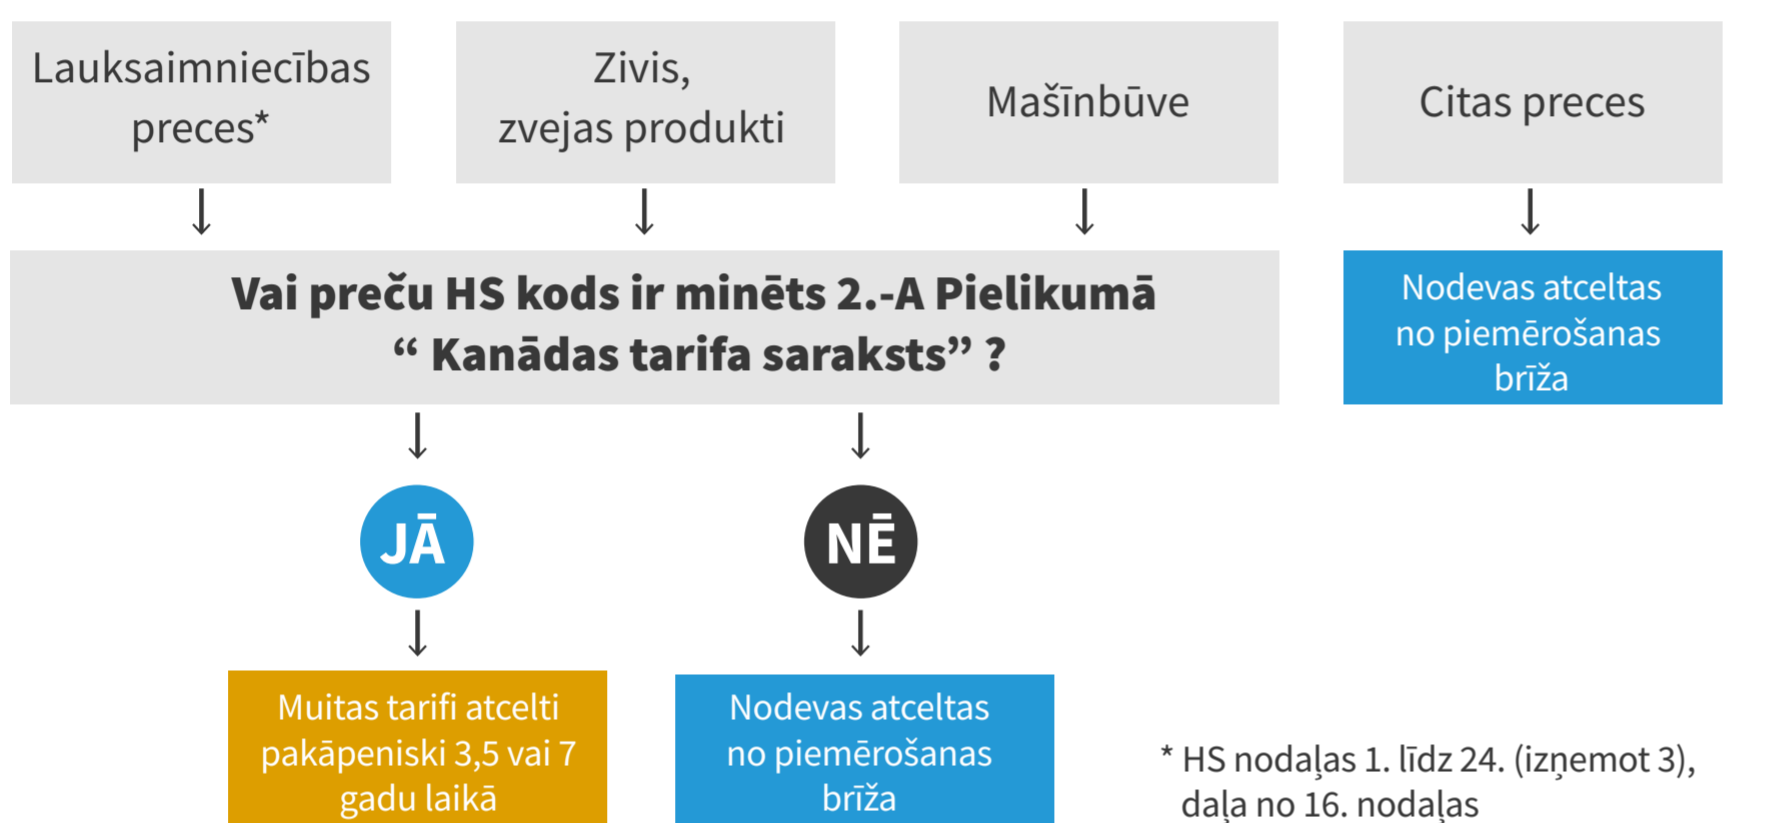 Lauksaimniecības
preces*
Zivis,
zvejas produkti
Mašīnbūve
Citas preces
Vai preču HS kods ir minēts 2.-A Pielikumā
“ Kanādas tarifa saraksts” ?
Nodevas atceltas
no piemērošanas
brīža
JĀ
NĒ
Muitas tarifi atcelti
pakāpeniski 3,5 vai 7
gadu laikā
Nodevas atceltas
no piemērošanas
brīža
* HS nodaļas 1. līdz 24. (izņemot 3),
daļa no 16. nodaļas